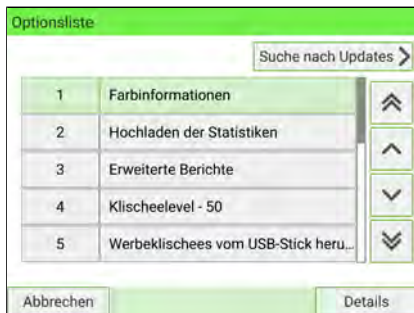 Optionsliste
Suche nach Updates
1 Farbinformationen
2 Hochladen der Statistiken
3 Erweiterte Berichte
4 Klischeelevel - 50
5 Werbeklischees vom USB-Stick heru...
Abbrechen Details